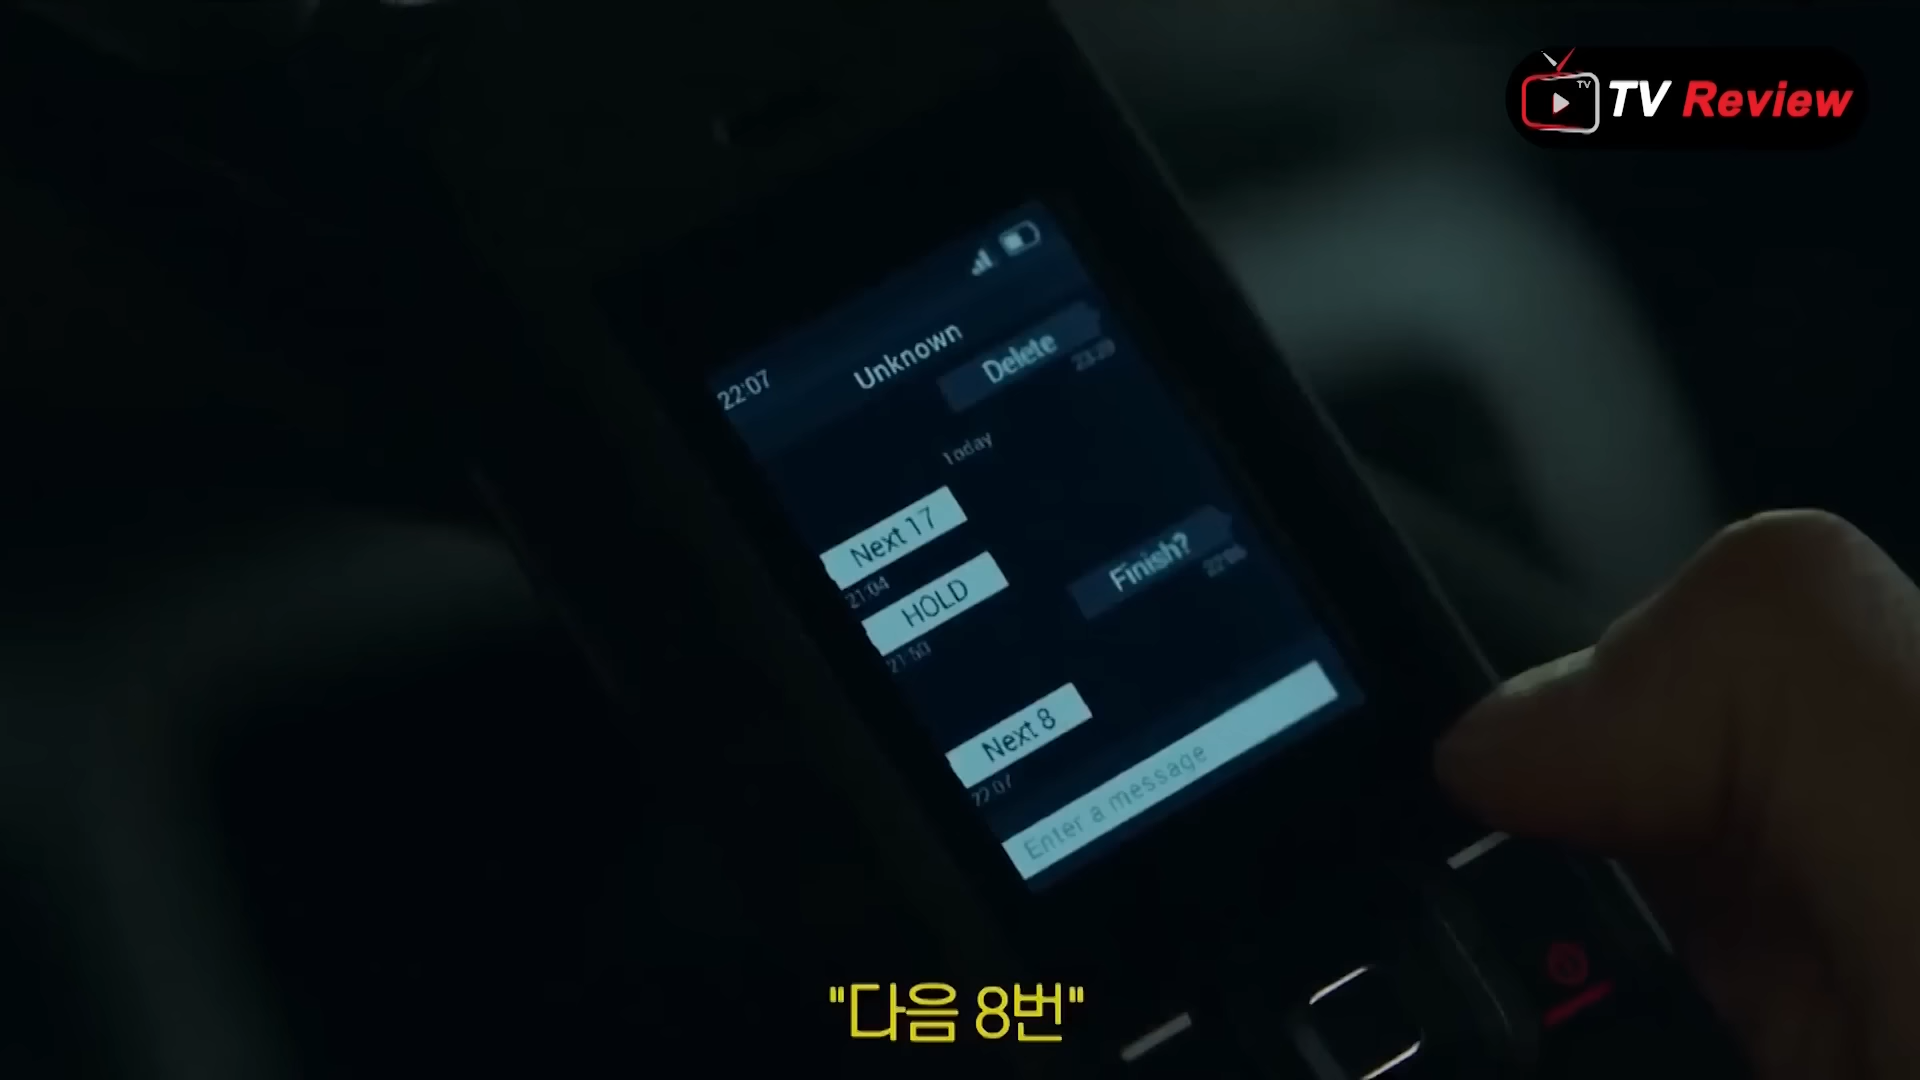 TV
TV Review
22:07
Unknown
Delete
Today
Next 17
21:04
HOLD
21:50
Finish?
Next 8
22:07
Enter a message
"다음 8번"